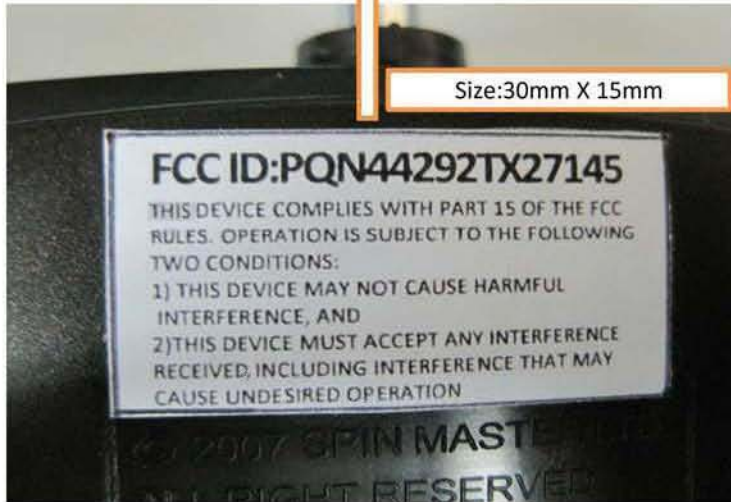 Size:30mm X 15mm
FCC ID:PQN44292TX27145
THIS DEVICE COMPLIES WITH PART 15 OF THE FCC
RULES. OPERATION IS SUBJECT TO THE FOLLOWING
TWO CONDITIONS:
1) THIS DEVICE MAY NOT CAUSE HARMFUL
INTERFERENCE, AND
2)THIS DEVICE MUST ACCEPT ANY INTERFERENCE
RECEIVED, INCLUDING INTERFERENCE THAT MAY
CAUSE UNDESIRED OPERATION
2007 SPIN
RIGHT RESERVED